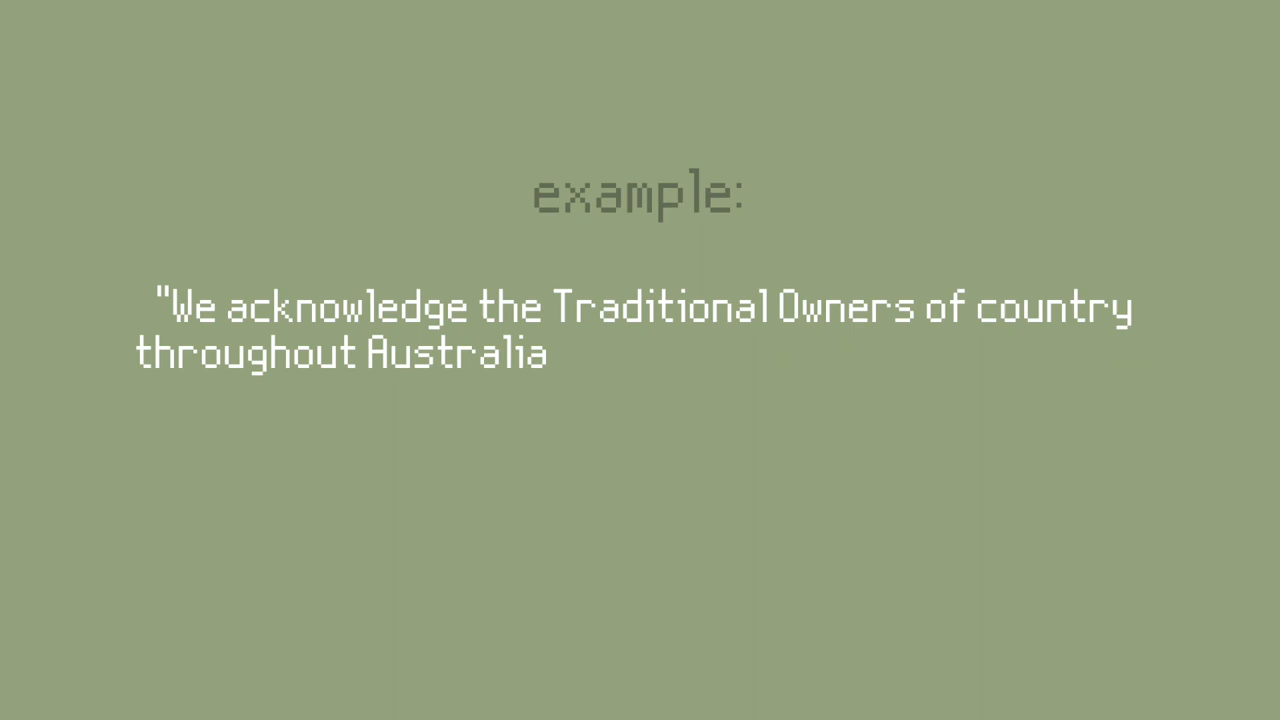 example:
"We acknowledge the Traditional Owners of country
throughout Australia